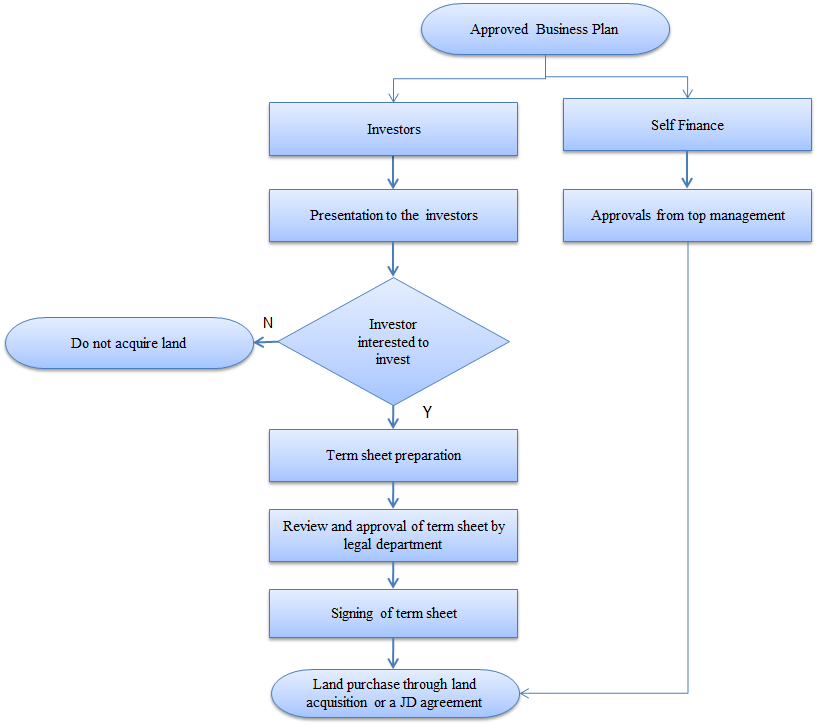 Approved Business Plan
Investors
Self Finance
Presentation to the investors
Approvals from top management
Investor
interested to
invest
N
Do not acquire land
Y
Term sheet preparation
Review and approval of term sheet by
legal department
Signing of term sheet
Land purchase through land
acquisition or a JD agreement